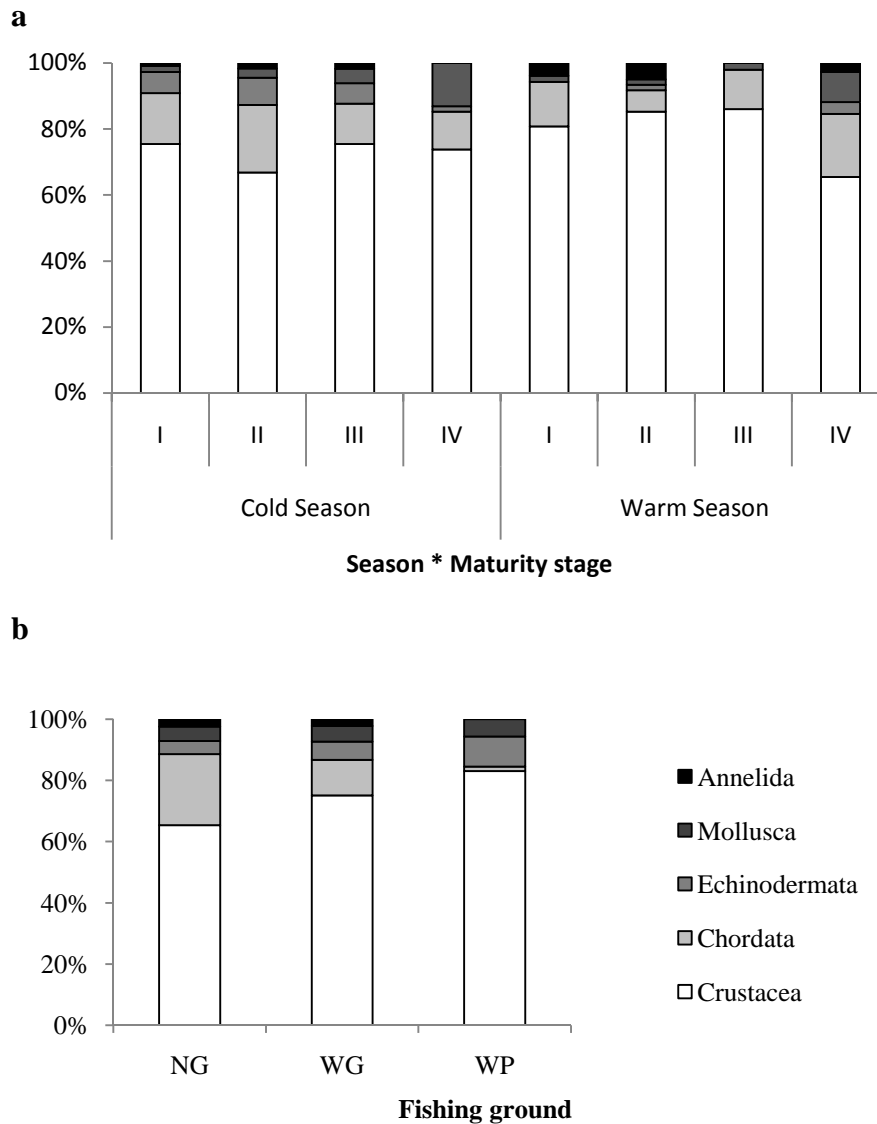 a
100%
80%
60%
40%
20%
0%
I II III IV I II III IV
Cold Season Warm Season
Season * Maturity stage
b
100%
80%
60%
40%
20%
0%
NG WG WP
Fishing ground
Annelida
Mollusca
Echinodermata
Chordata
Crustacea